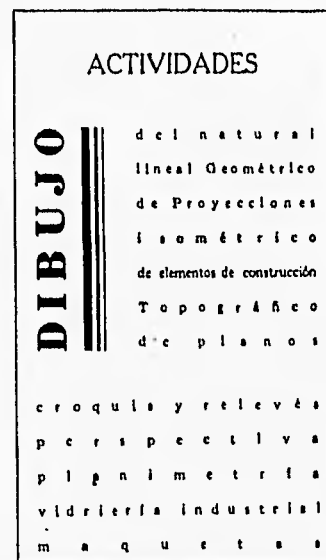 ACTIVIDADES
DIBUJO
del natural
lineal Geométrico
de Proyecciones
isométrico
de elementos de construcción
Topográfico
de planos
croquis y relevés
perspectiva
planimetría
vidriería industrial
maquetas